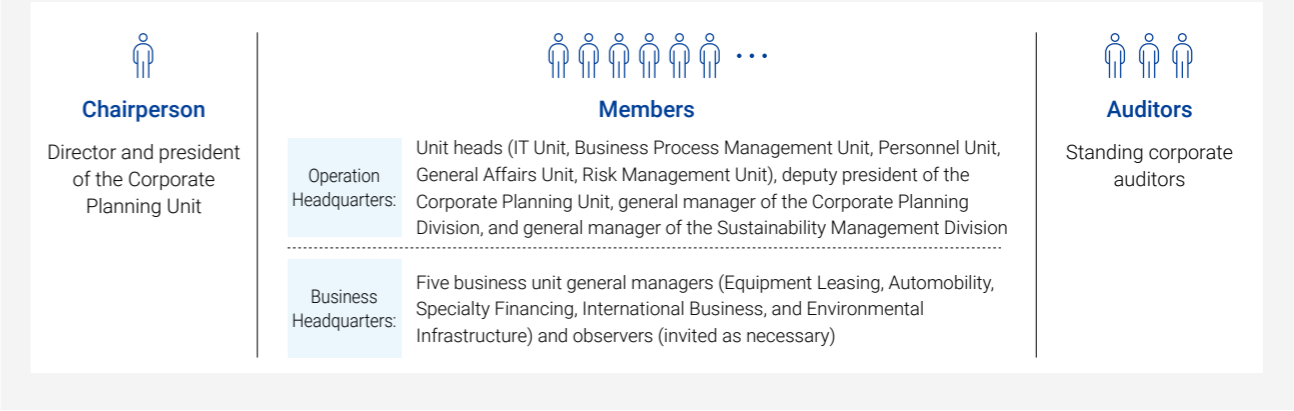 Chairperson
Director and president
of the Corporate
Planning Unit
Members
Operation
Headquarters:
Unit heads (IT Unit, Business Process Management Unit, Personnel Unit,
General Affairs Unit, Risk Management Unit), deputy president of the
Corporate Planning Unit, general manager of the Corporate Planning
Division, and general manager of the Sustainability Management Division
Business
Headquarters:
Five business unit general managers (Equipment Leasing, Automobility,
Specialty Financing, International Business, and Environmental
Infrastructure) and observers (invited as necessary)
Auditors
Standing corporate
auditors